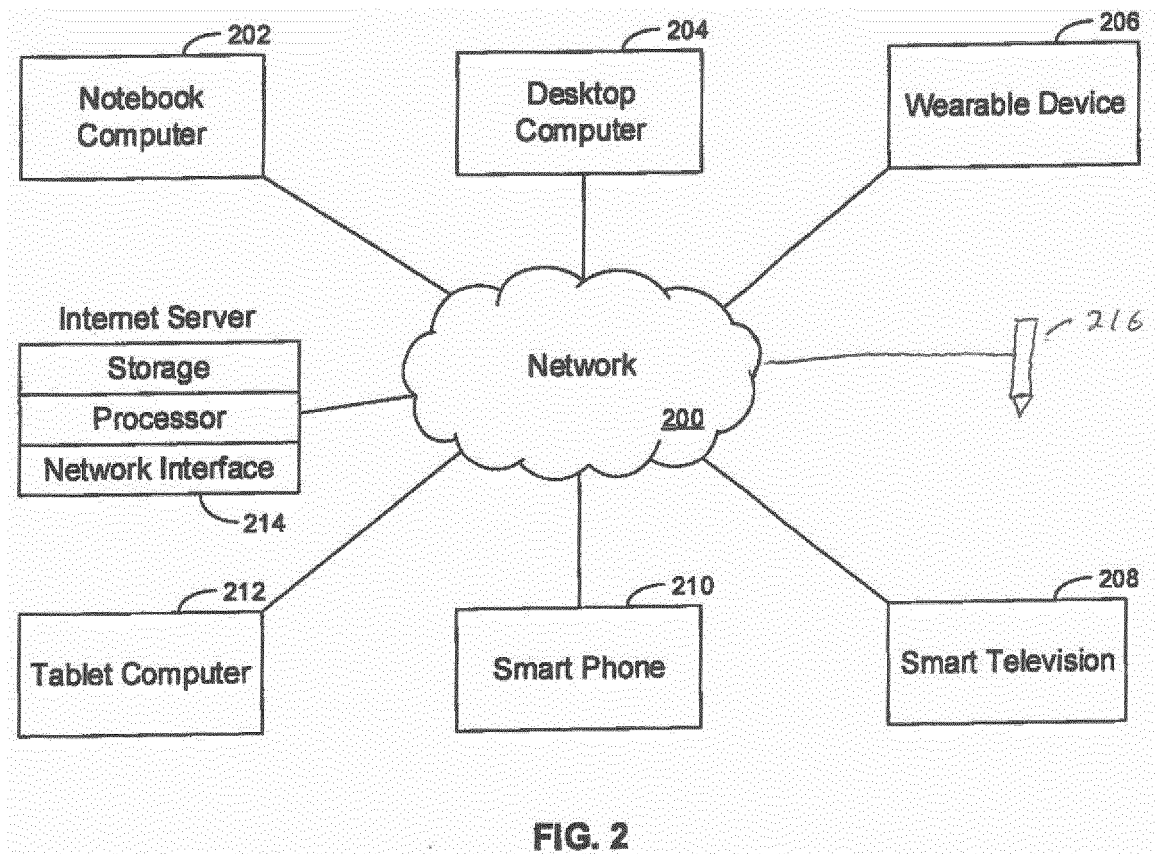 202
204
206
Notebook
Computer
Desktop
Computer
Wearable Device
Internet Server
Storage
Processor
Network Interface
214
Network
200
216
212
210
208
Tablet Computer
Smart Phone
Smart Television
FIG. 2